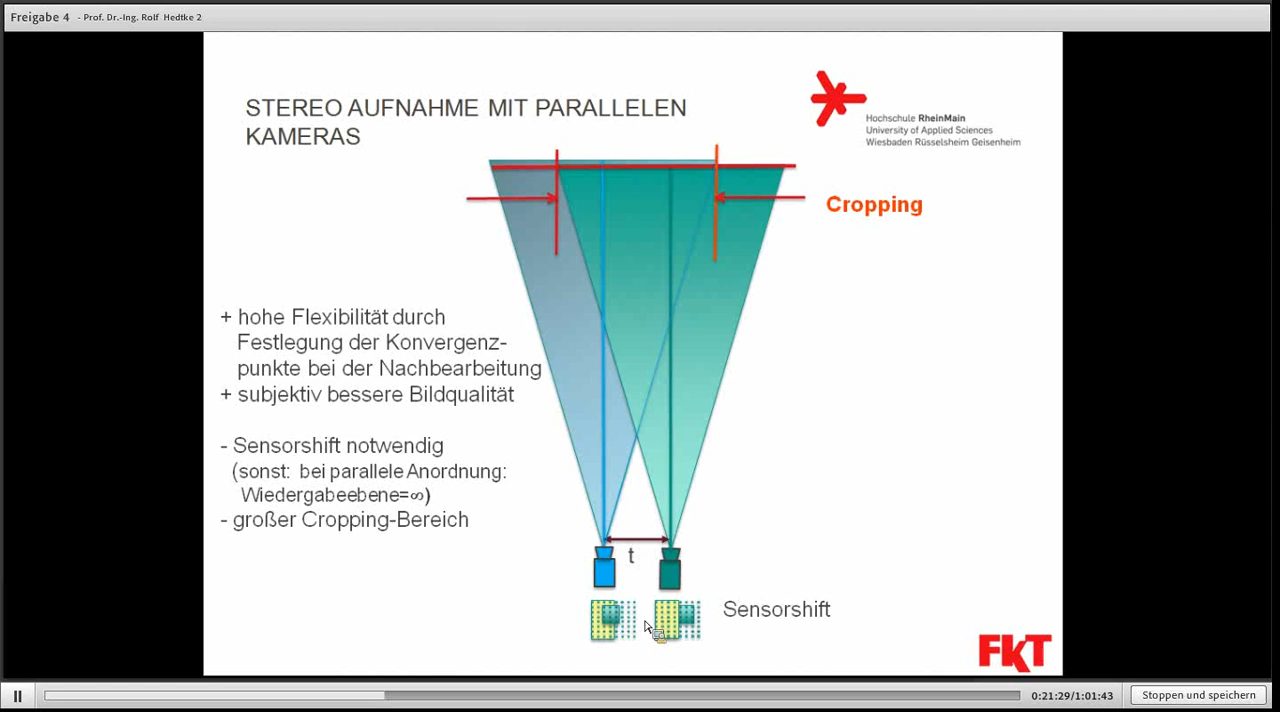 Freigabe 4 - Prof. Dr.-Ing. Rolf Hedtke 2
STEREO AUFNAHME MIT PARALLELEN
KAMERAS
Hochschule RheinMain
University of Applied Sciences
Wiesbaden Rüsselsheim Geisenheim
Cropping
+ hohe Flexibilität durch
Festlegung der Konvergenz-
punkte bei der Nachbearbeitung
+ subjektiv bessere Bildqualität
- Sensorshift notwendig
(sonst: bei parallele Anordnung:
Wiedergabeebene=∞)
- großer Cropping-Bereich
t
Sensorshift
FKT
0:21:29/1:01:43
Stoppen und speichern